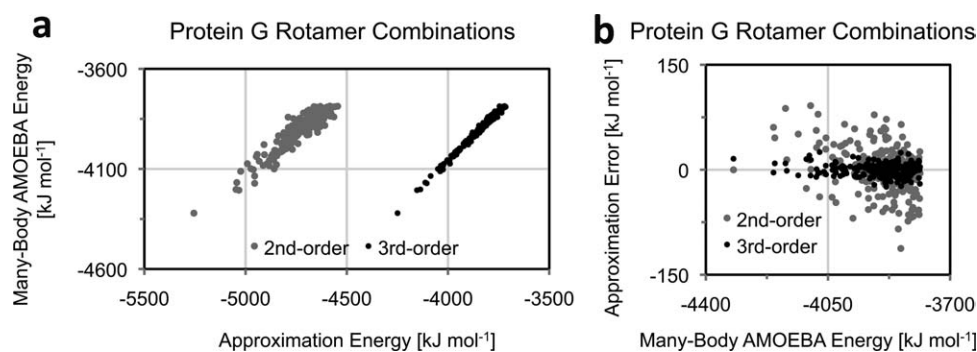 a
Protein G Rotamer Combinations
Many-Body AMOEBA Energy
[kJ mol⁻¹]
-3600
-4100
-4600
2nd-order
3rd-order
-5500
-5000
-4500
-4000
-3500
Approximation Energy [kJ mol⁻¹]
b
Protein G Rotamer Combinations
Approximation Error [kJ mol⁻¹]
150
0
-150
2nd-order
3rd-order
-4400
-4050
-3700
Many-Body AMOEBA Energy [kJ mol⁻¹]